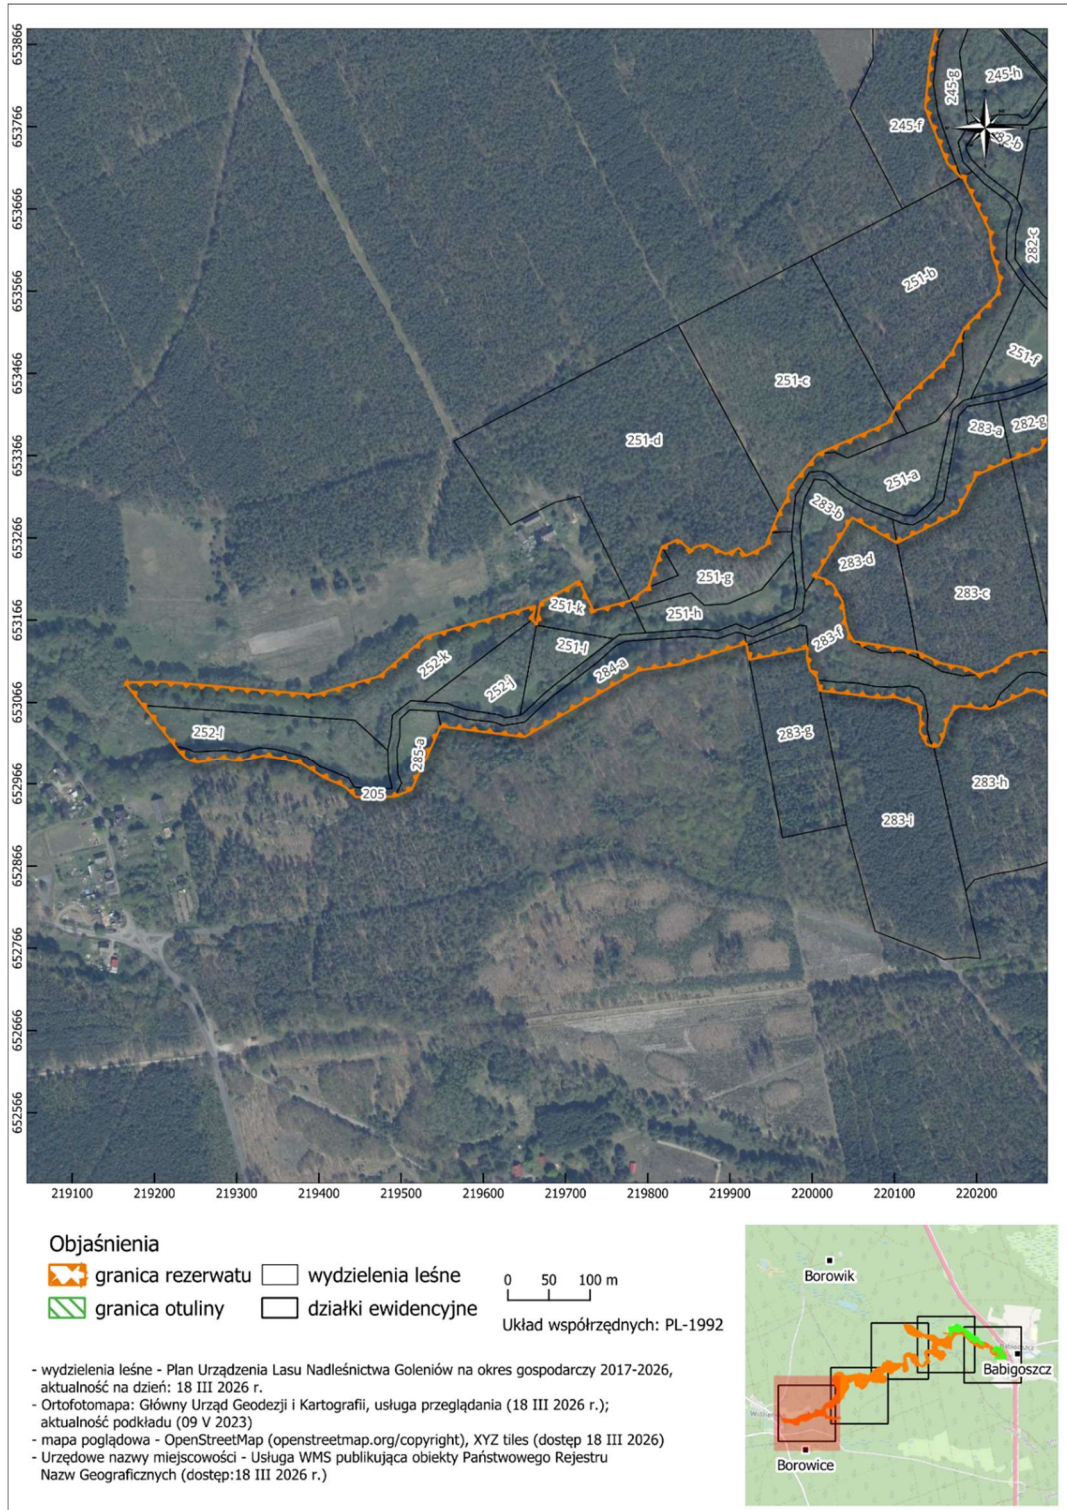 653866
653766
653666
653566
653466
653366
653266
653166
653066
652966
652866
652766
652666
652566
245-g
245-h
245-f
82-b
282-c
251-b
251-f
251-c
283-a
282-g
251-d
251-a
283-b
283-d
251-g
283-c
251-k
251-h
283-f
251-l
252-k
284-a
252-j
252-l
285-a
283-g
205
283-h
283-i
219100 219200 219300 219400 219500 219600 219700 219800 219900 220000 220100 220200
Objaśnienia
granica rezerwatu
wydzielenia leśne
granica otuliny
działki ewidencyjne
0 50 100 m
Układ współrzędnych: PL-1992
- wydzielenia leśne - Plan Urządzenia Lasu Nadleśnictwa Goleniów na okres gospodarczy 2017-2026,
aktualność na dzień: 18 III 2026 r.
- Ortofotomapa: Główny Urząd Geodezji i Kartografii, usługa przeglądania (18 III 2026 r.);
aktualność podkładu (09 V 2023)
- mapa poglądowa - OpenStreetMap (openstreetmap.org/copyright), XYZ tiles (dostęp 18 III 2026)
- Urzędowe nazwy miejscowości - Usługa WMS publikująca obiekty Państwowego Rejestru
Nazw Geograficznych (dostęp:18 III 2026 r.)
Borowik
Babigoszcz
Borowice